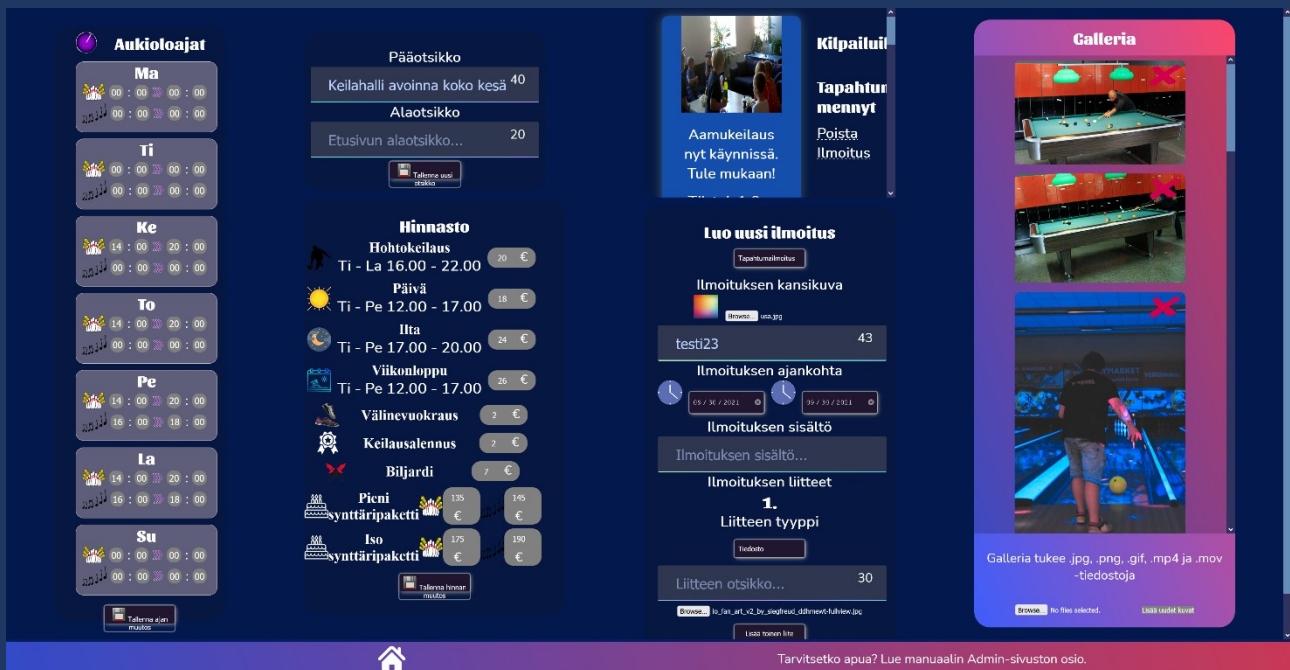 Aukioloajat
Ma
00 : 00 00 : 00
00 : 00 00 : 00
Ti
00 : 00 00 : 00
00 : 00 00 : 00
Ke
14 : 00 20 : 00
00 : 00 00 : 00
To
14 : 00 20 : 00
00 : 00 00 : 00
Pe
14 : 00 20 : 00
16 : 00 18 : 00
La
14 : 00 20 : 00
16 : 00 18 : 00
Su
00 : 00 00 : 00
00 : 00 00 : 00
Tallenna ajan
muutos
Pääotsikko
Keilahalli avoinna koko kesä 40
Alaotsikko
Etusivun alaotsikko... 20
Tallenna uusi
otsikko
Hinnasto
Hohtokeilaus
Ti - La 16.00 - 22.00 20 €
Päivä
Ti - Pe 12.00 - 17.00 18 €
Ilta
Ti - Pe 17.00 - 20.00 24 €
Viikonloppu
Ti - Pe 12.00 - 17.00 26 €
Välinevuokraus 2 €
Keilausalennus 2 €
Biljardi 7 €
Pieni
synttäripaketti 135 € 145 €
Iso
synttäripaketti 175 € 190 €
Tallenna hinnan
muutos
Aamukeilaus
nyt käynnissä.
Tule mukaan!
Kilpailuil
Tapahtum
mennyt
Poista
Ilmoitus
Luo uusi ilmoitus
Tapahtumailmoitus
Ilmoituksen kansikuva
Browse... usa.jpg
testi23 43
Ilmoituksen ajankohta
09 / 30 / 2021 09 / 30 / 2021
Ilmoituksen sisältö
Ilmoituksen sisältö...
Ilmoituksen liitteet
1.
Liitteen tyyppi
Tiedosto
Liitteen otsikko... 30
Browse... to_fan_art_v2_by_siegfreud_ddhrnewt-fullview.jpg
Lisää toinen liite
Galleria
Galleria tukee .jpg, .png, .gif, .mp4 ja .mov
-tiedostoja
Browse... No files selected. Lisää uudet kuvat
Tarvitsetko apua? Lue manuaalin Admin-sivuston osio.